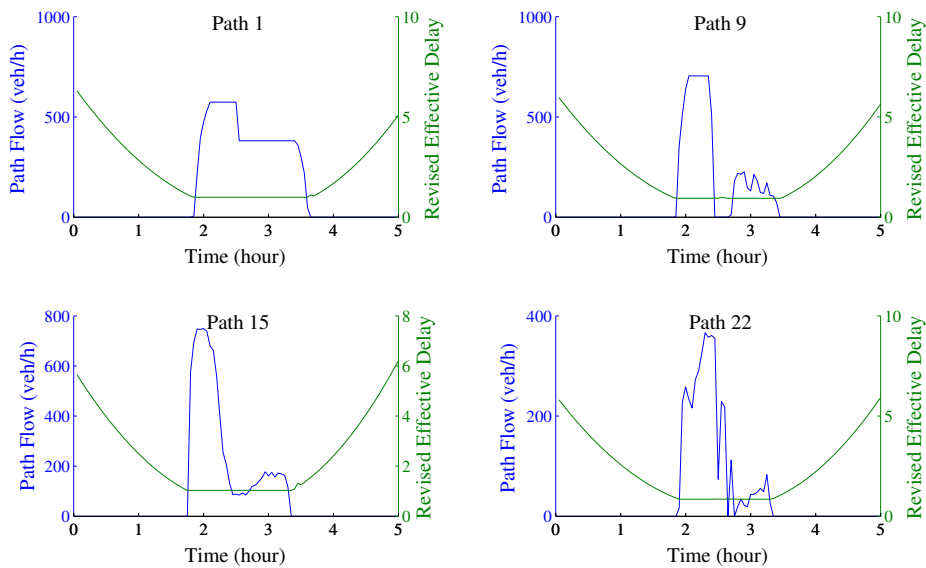 Path 1
1000
500
0
Path Flow (veh/h)
10
5
0
Revised Effective Delay
0 1 2 3 4 5
Time (hour)
Path 9
1000
500
0
Path Flow (veh/h)
10
5
0
Revised Effective Delay
0 1 2 3 4 5
Time (hour)
Path 15
800
600
400
200
0
Path Flow (veh/h)
8
6
4
2
0
Revised Effective Delay
0 1 2 3 4 5
Time (hour)
Path 22
400
200
0
Path Flow (veh/h)
10
5
0
Revised Effective Delay
0 1 2 3 4 5
Time (hour)